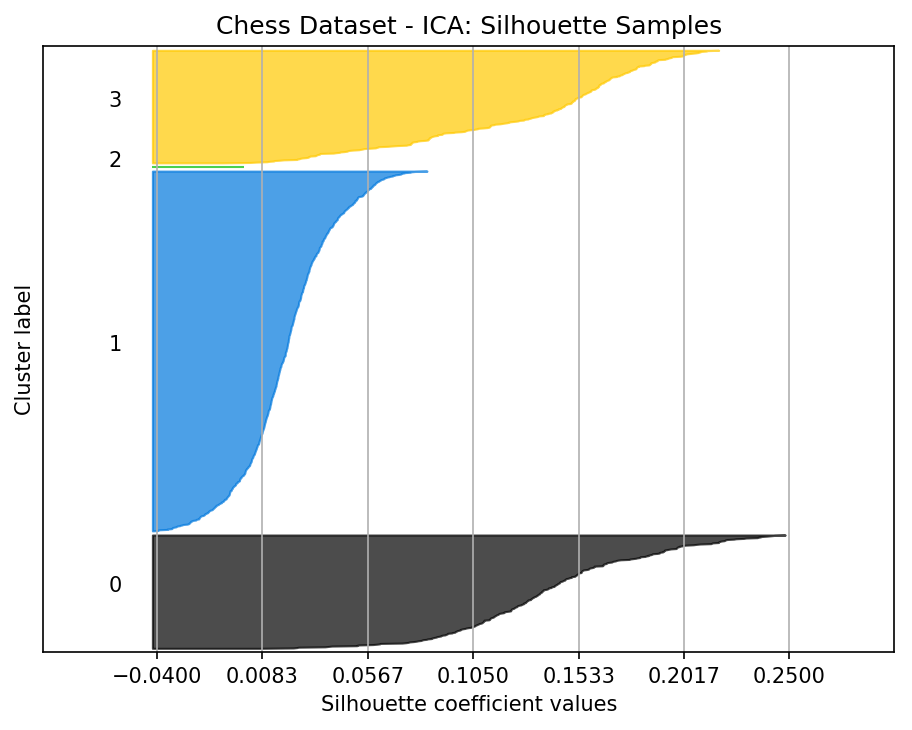 Chess Dataset - ICA: Silhouette Samples
3
2
1
0
Cluster label
−0.0400 0.0083 0.0567 0.1050 0.1533 0.2017 0.2500
Silhouette coefficient values